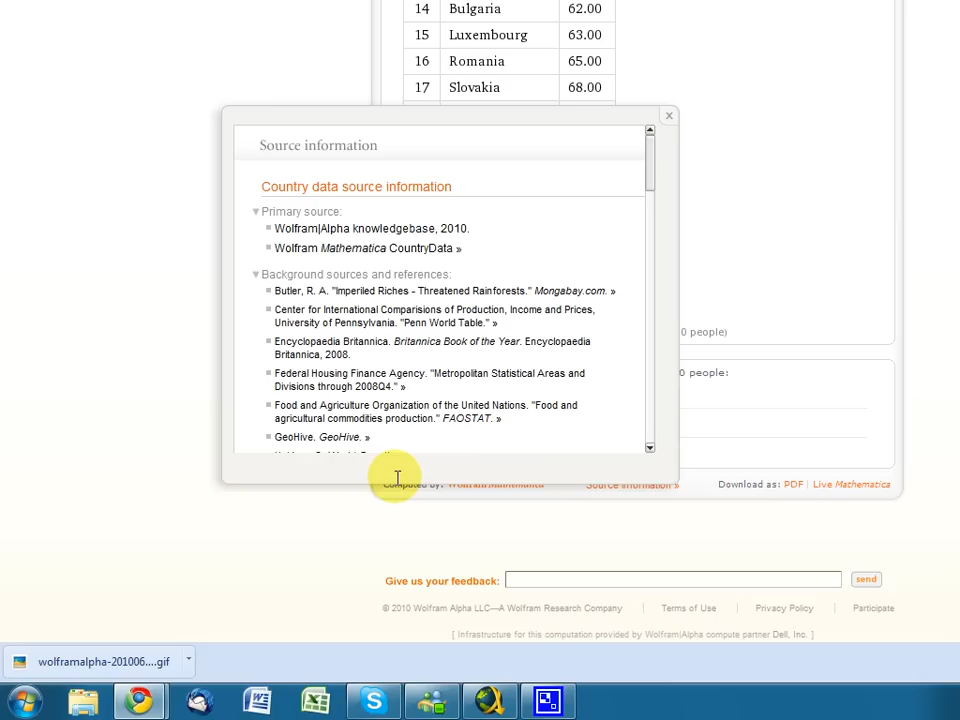 14 Bulgaria 62.00
15 Luxembourg 63.00
16 Romania 65.00
17 Slovakia 68.00
x
Source information
Country data source information
Primary source:
Wolfram|Alpha knowledgebase, 2010.
Wolfram Mathematica CountryData »
Background sources and references:
Butler, R. A. "Imperiled Riches - Threatened Rainforests." Mongabay.com. »
Center for International Comparisions of Production, Income and Prices,
University of Pennsylvania. "Penn World Table." »
Encyclopaedia Britannica. Britannica Book of the Year. Encyclopaedia
Britannica, 2008.
Federal Housing Finance Agency. "Metropolitan Statistical Areas and
Divisions through 2008Q4." »
Food and Agriculture Organization of the United Nations. "Food and
agricultural commodities production." FAOSTAT. »
GeoHive. GeoHive. »
0 people)
0 people:
Computed by: Wolfram Mathematica Source information » Download as: PDF | Live Mathematica
Give us your feedback: send
© 2010 Wolfram Alpha LLC—A Wolfram Research Company | Terms of Use | Privacy Policy | Participate
[ Infrastructure for this computation provided by Wolfram|Alpha compute partner Dell, Inc. ]
wolframalpha-201006....gif